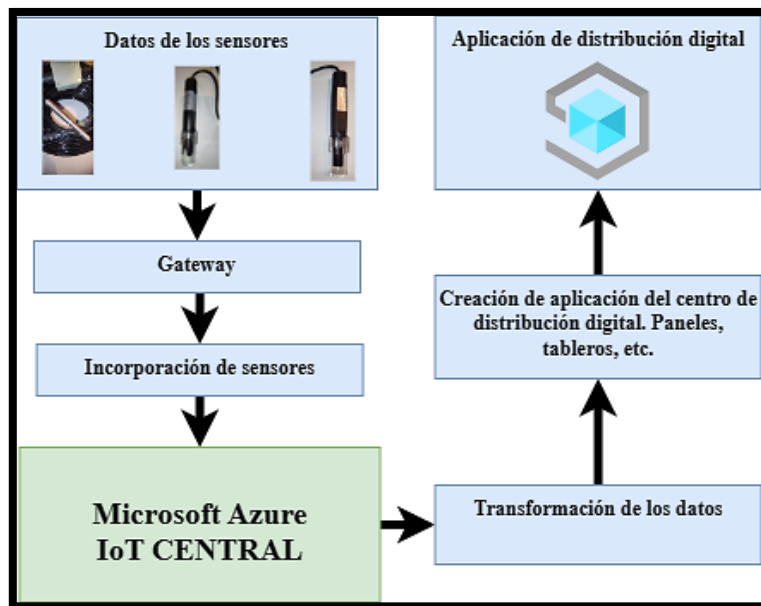 Datos de los sensores
Gateway
Incorporación de sensores
Microsoft Azure
IoT CENTRAL
Transformación de los datos
Creación de aplicación del centro de
distribución digital. Paneles,
tableros, etc.
Aplicación de distribución digital